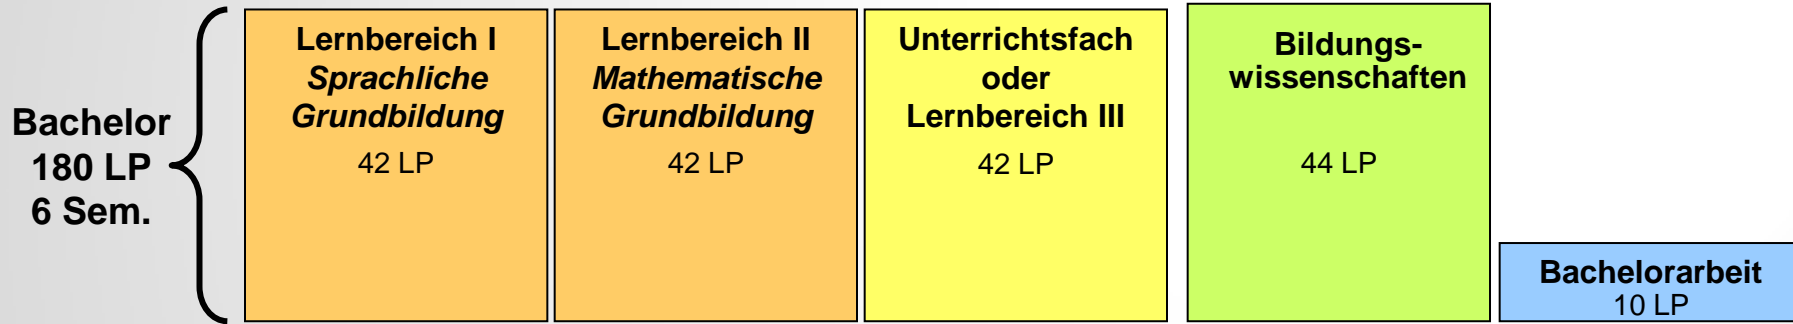 Bachelor
180 LP
6 Sem.
Lernbereich I
Sprachliche
Grundbildung
42 LP
Lernbereich II
Mathematische
Grundbildung
42 LP
Unterrichtsfach
oder
Lernbereich III
42 LP
Bildungs-
wissenschaften
44 LP
Bachelorarbeit
10 LP